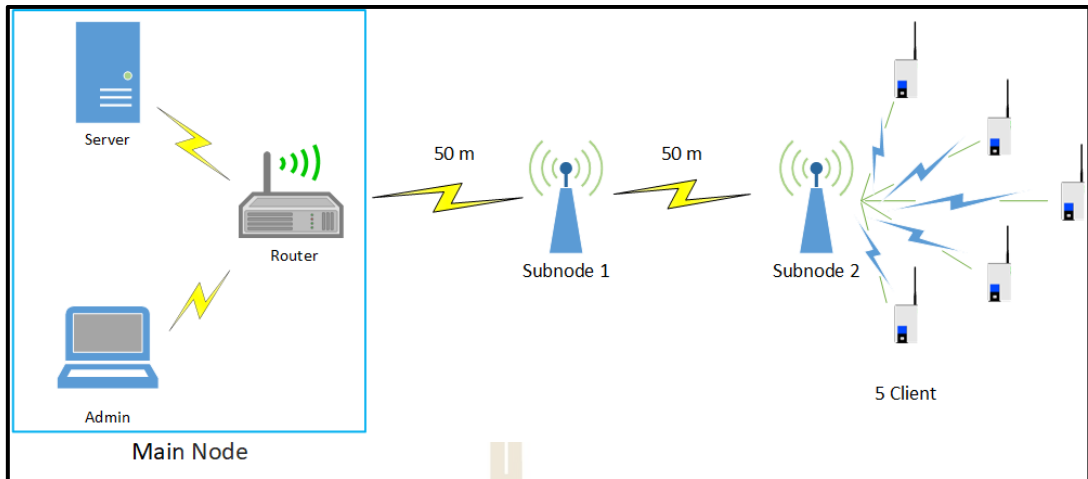 Server
Router
Admin
Main Node
50 m
Subnode 1
50 m
Subnode 2
5 Client